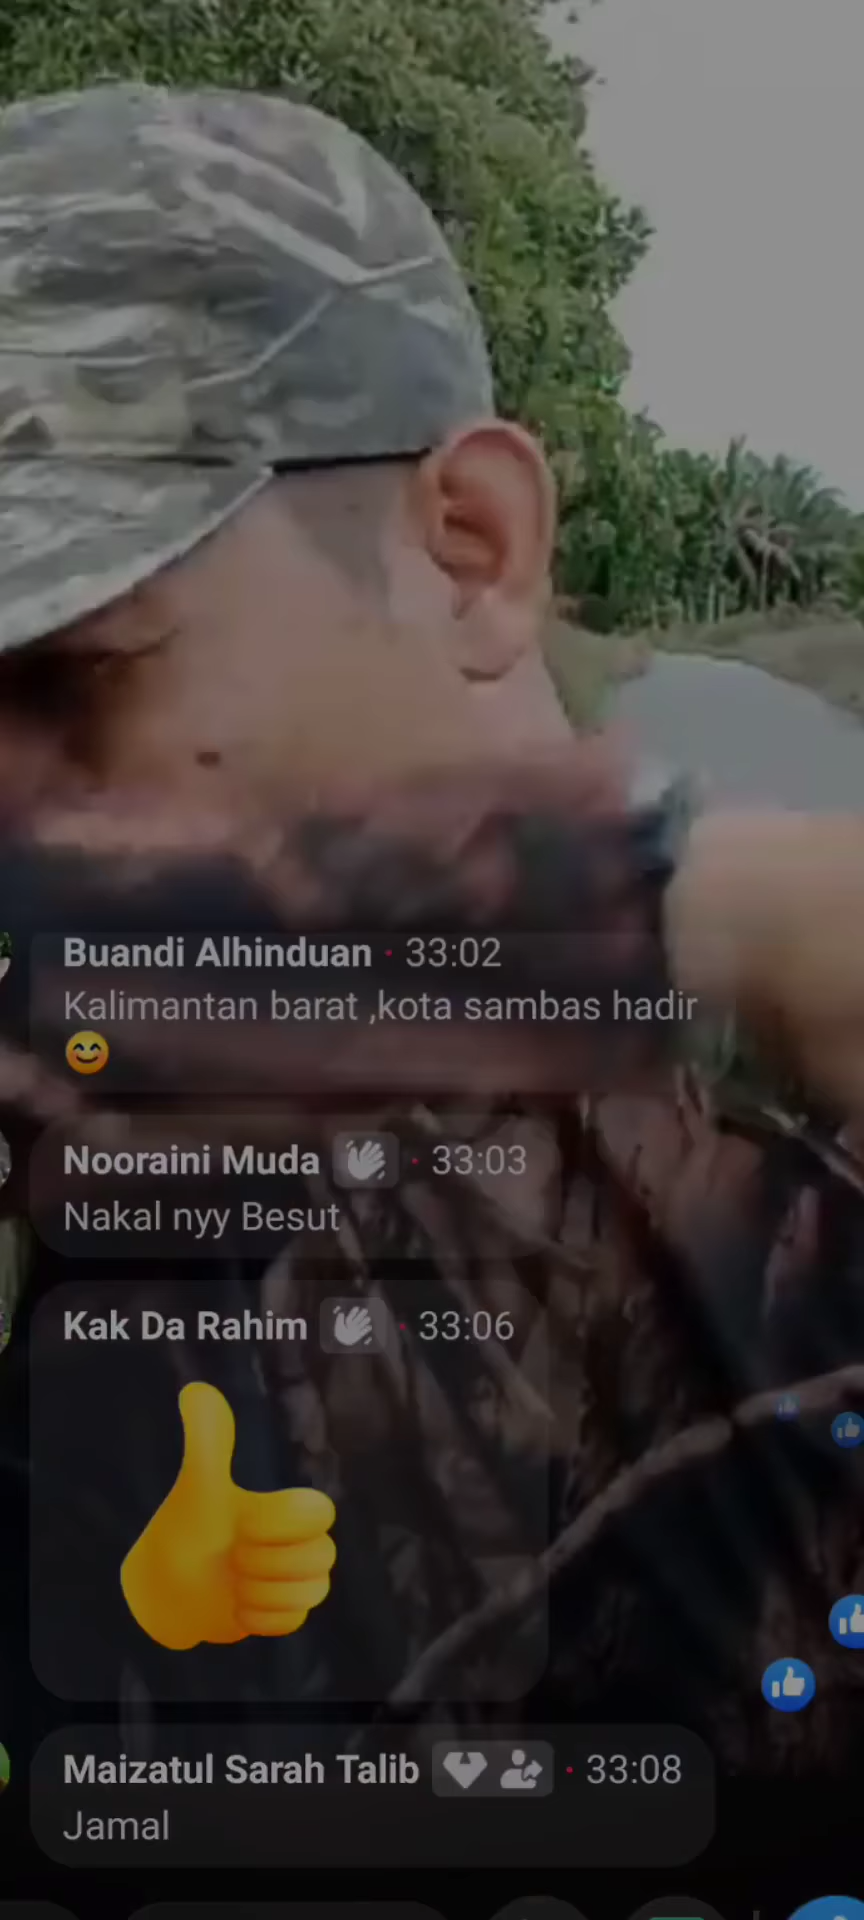 Buandi Alhinduan · 33:02
Kalimantan barat ,kota sambas hadir
😊
Nooraini Muda · 33:03
Nakal nyy Besut
Kak Da Rahim · 33:06
Maizatul Sarah Talib · 33:08
Jamal